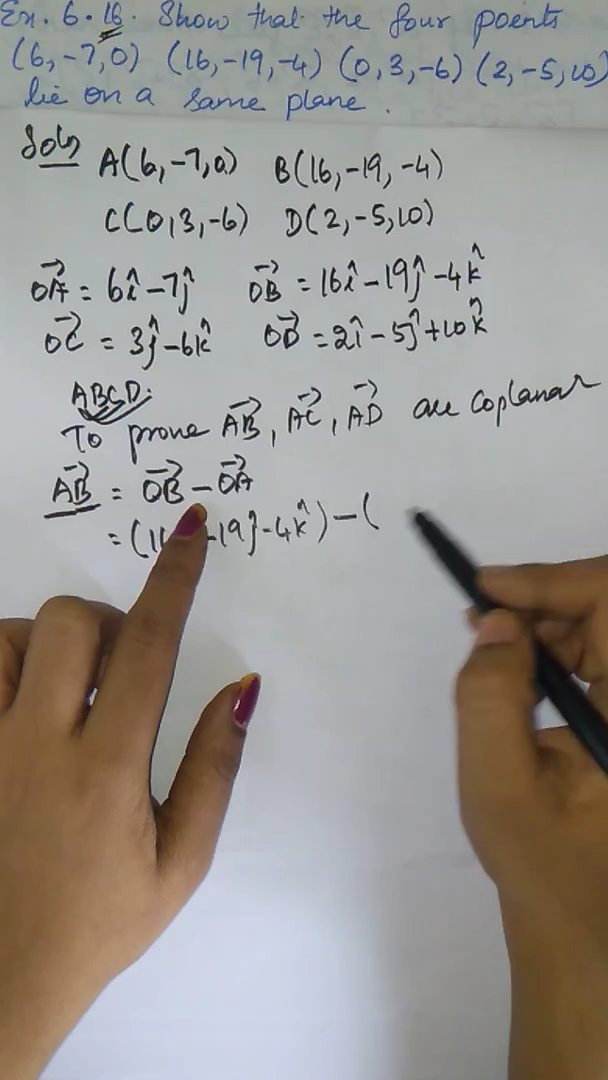 Ex. 6.16. Show that the four points
(6, -7, 0) (16, -19, -4) (0, 3, -6) (2, -5, 10)
lie on a same plane.
Soln A(6, -7, 0) B(16, -19, -4)
C(0, 3, -6) D(2, -5, 10)
OA⃗ = 6î - 7ĵ OB⃗ = 16î - 19ĵ - 4k̂
OC⃗ = 3ĵ - 6k̂ OD⃗ = 2î - 5ĵ + 10k̂
ABCD:
To prove AB⃗, AC⃗, AD⃗ are coplanar
AB⃗ = OB⃗ - OA⃗
= (16 -19ĵ - 4k̂) - (